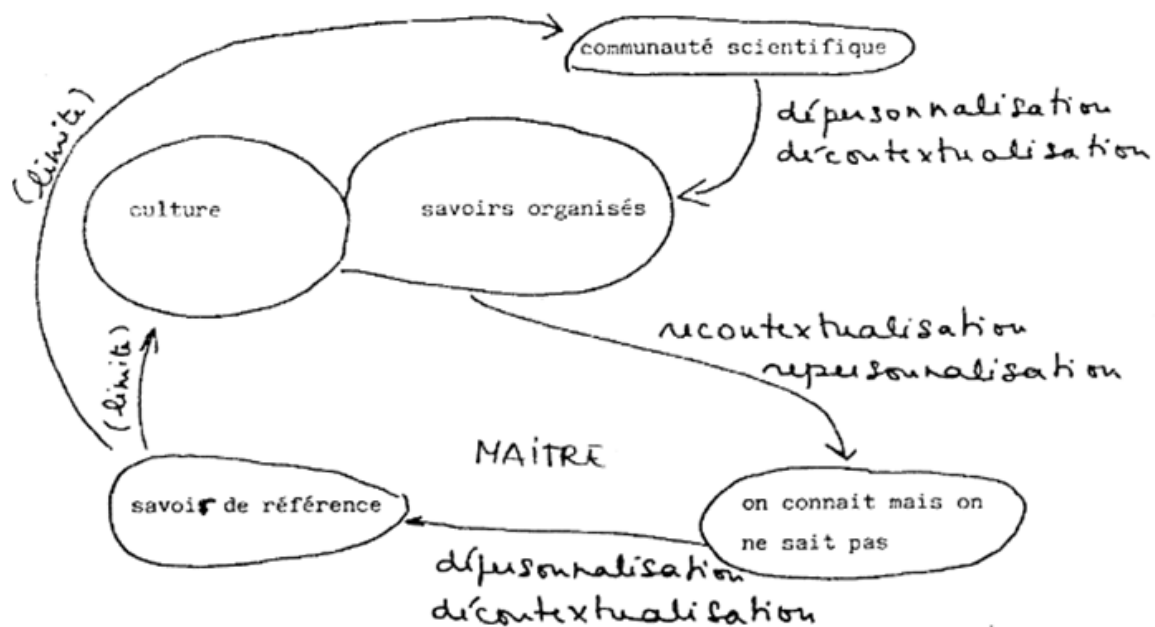 communauté scientifique
dépersonnalisation
décontextualisation
(limite)
culture
savoirs organisés
recontextualisation
repersonnalisation
(limite)
MAÎTRE
savoir de référence
on connait mais on
ne sait pas
dépersonnalisation
décontextualisation